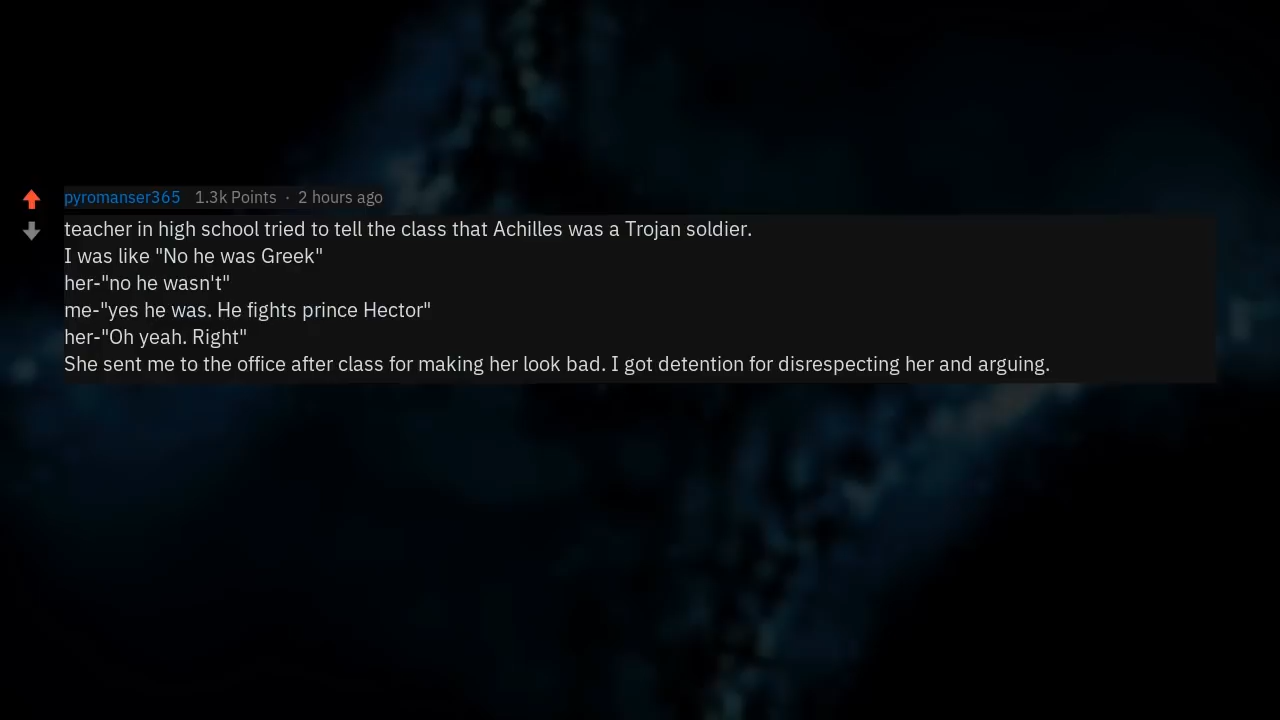 pyromanser365 1.3k Points · 2 hours ago
teacher in high school tried to tell the class that Achilles was a Trojan soldier.
I was like "No he was Greek"
her-"no he wasn't"
me-"yes he was. He fights prince Hector"
her-"Oh yeah. Right"
She sent me to the office after class for making her look bad. I got detention for disrespecting her and arguing.